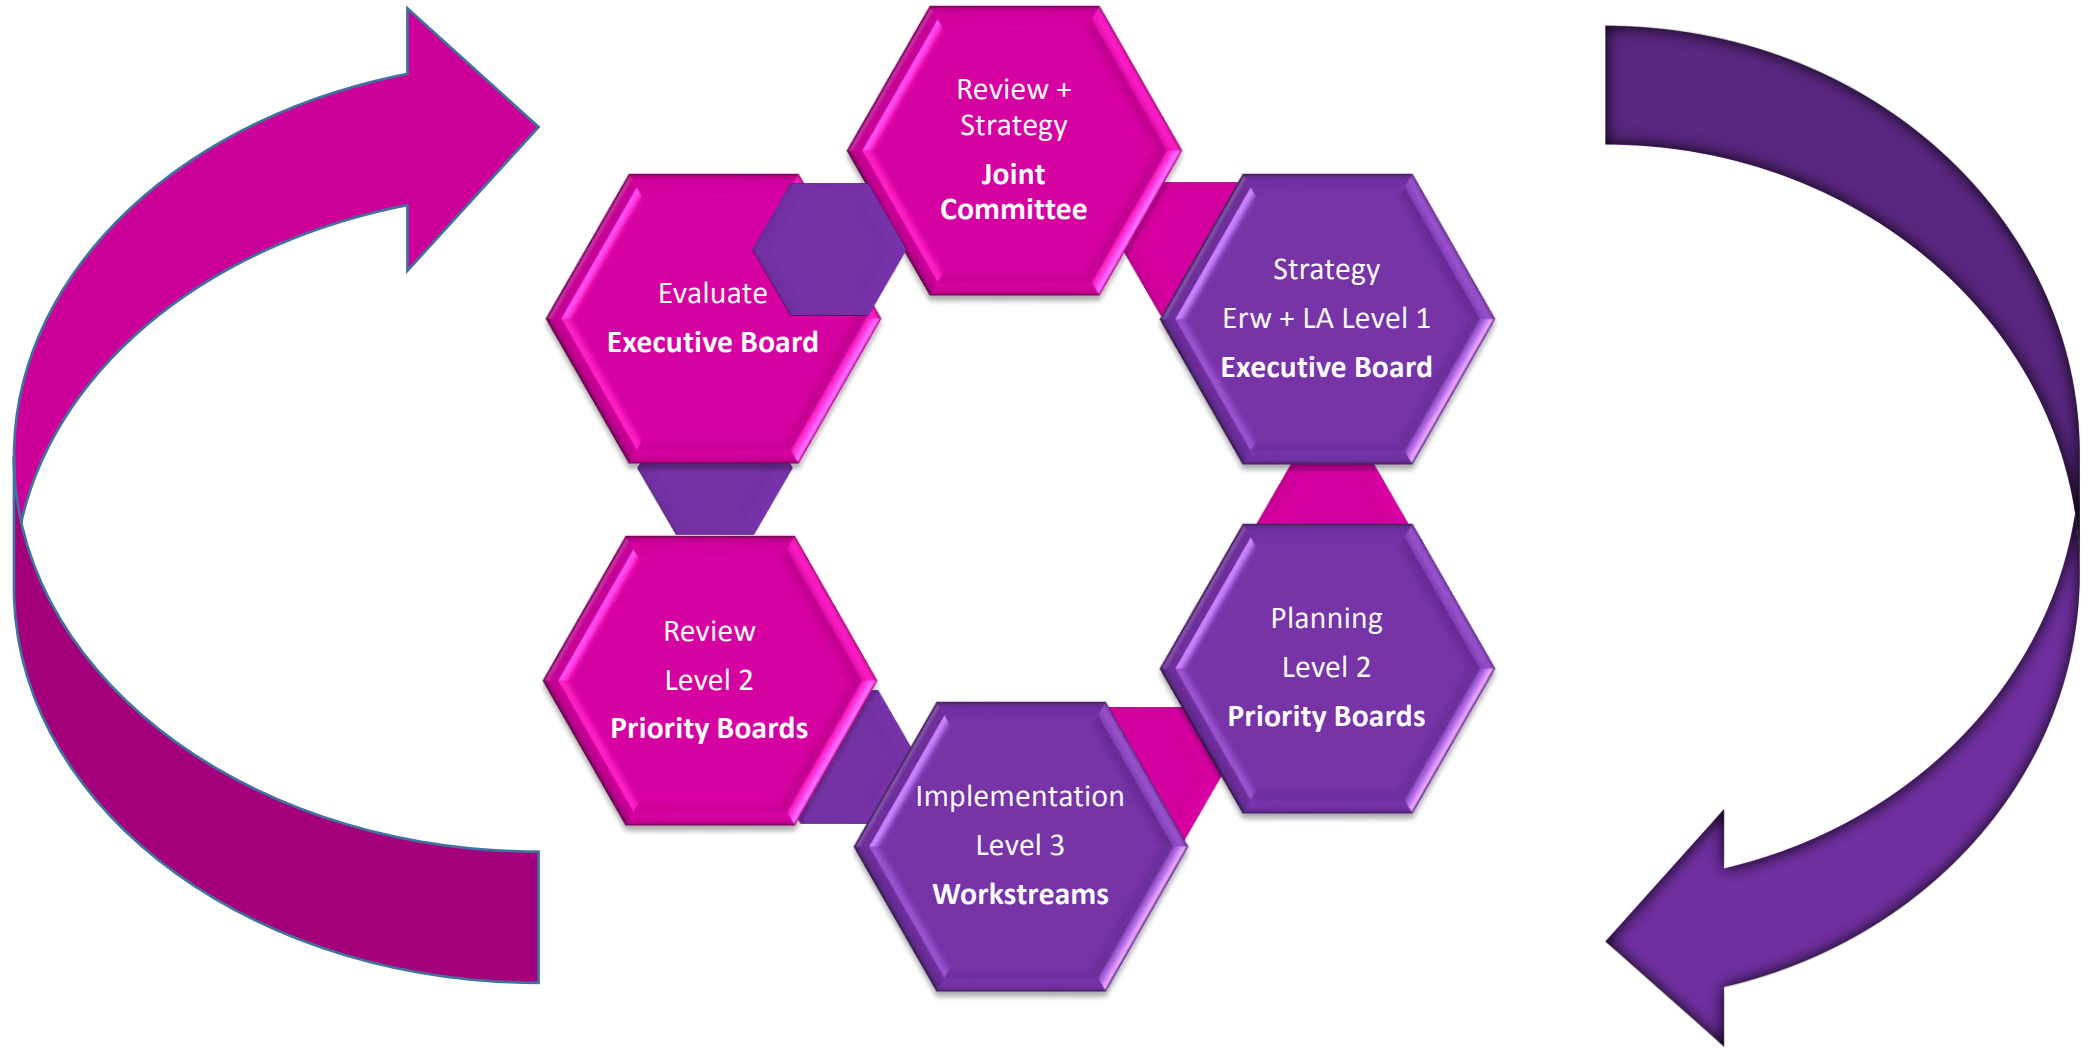 Review +
Strategy
Joint
Committee
Strategy
Erw + LA Level 1
Executive Board
Planning
Level 2
Priority Boards
Implementation
Level 3
Workstreams
Review
Level 2
Priority Boards
Evaluate
Executive Board